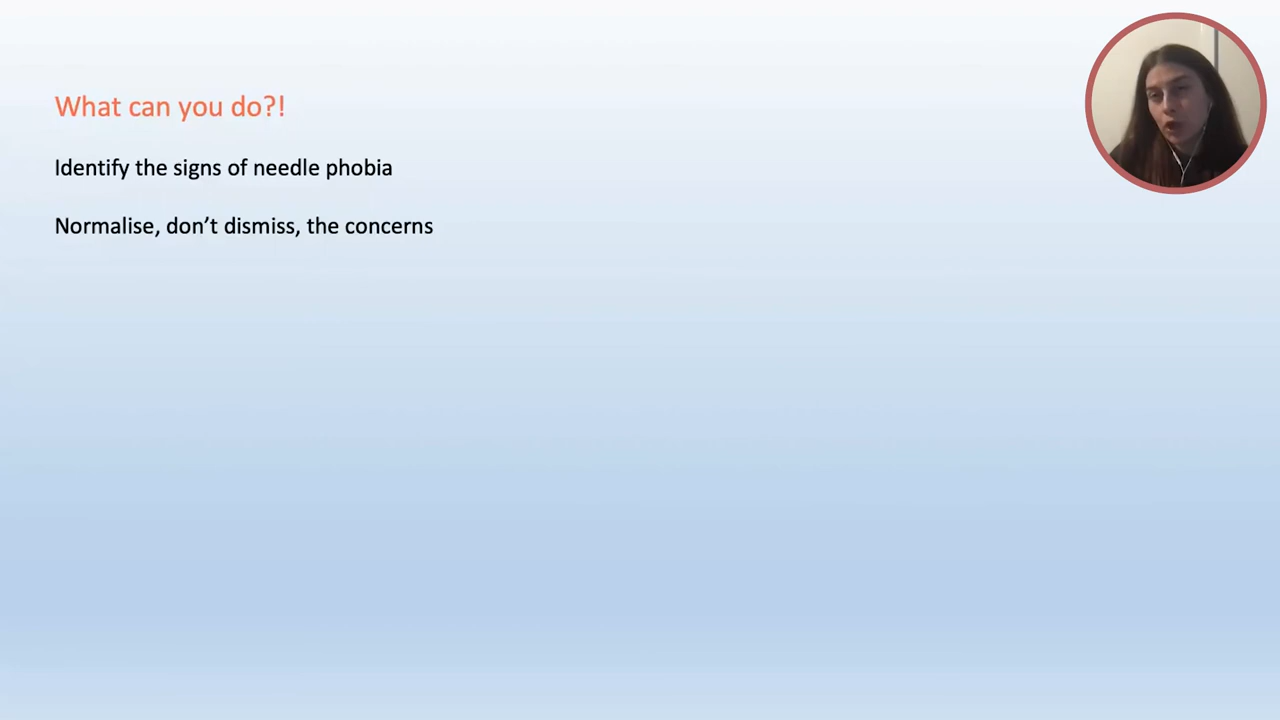 What can you do?!
Identify the signs of needle phobia
Normalise, don’t dismiss, the concerns